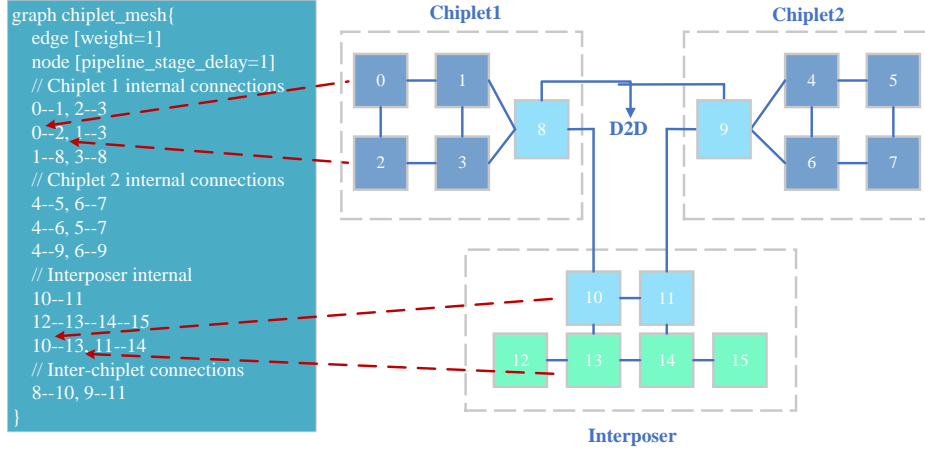 graph chiplet_mesh{
edge [weight=1]
node [pipeline_stage_delay=1]
// Chiplet 1 internal connections
0--1, 2--3
0--2, 1--3
1--8, 3--8
// Chiplet 2 internal connections
4--5, 6--7
4--6, 5--7
4--9, 6--9
// Interposer internal
10--11
12--13--14--15
10--13, 11--14
// Inter-chiplet connections
8--10, 9--11
}
Chiplet1
Chiplet2
0
1
4
5
8
D2D
9
2
3
6
7
10
11
12
13
14
15
Interposer